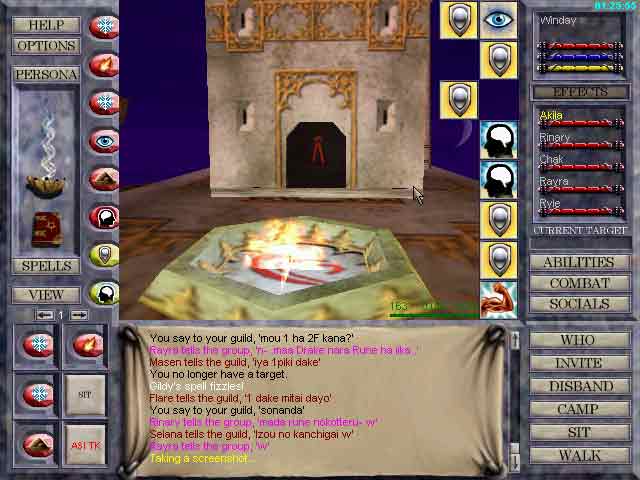 01:25:55
HELP
OPTIONS
PERSONA
SPELLS
VIEW
1
SIT
ASI TK
Winday
EFFECTS
Akila
Rinary
Chak
Rayra
Ryle
CURRENT TARGET
ABILITIES
COMBAT
SOCIALS
WHO
INVITE
DISBAND
CAMP
SIT
WALK
163
You say to your guild, 'mou 1 ha 2F kana?'
Rayra tells the group, 'n- .maa Drake nara Rune ha iika .'
Masen tells the guild, 'iya 1piki dake'
You no longer have a target.
Gildy's spell fizzles!
Flare tells the guild, '1 dake mitai dayo'
You say to your guild, 'sonanda'
Rinary tells the group, 'mada rune nokotteru- w'
Selana tells the guild, 'Izou no kanchigai w'
Rayra tells the group, 'w'
Taking a screenshot...